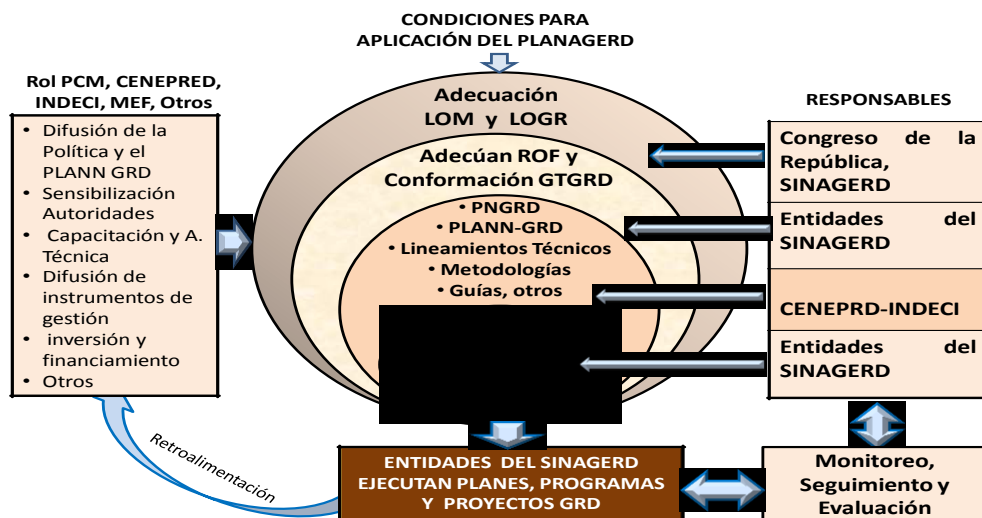 CONDICIONES PARA
APLICACIÓN DEL PLANAGERD
Rol PCM, CENEPRED,
INDECI, MEF, Otros
• Difusión de la
Política y el
PLANN GRD
• Sensibilización
Autoridades
• Capacitación y A.
Técnica
• Difusión de
instrumentos de
gestión
• inversión y
financiamiento
• Otros
Adecuación
LOM y LOGR
Adecúan ROF y
Conformación GTGRD
• PNGRD
• PLANN-GRD
• Lineamientos Técnicos
• Metodologías
• Guías, otros
RESPONSABLES
Congreso de la
República,
SINAGERD
Entidades del
SINAGERD
CENEPRD-INDECI
Entidades del
SINAGERD
Retroalimentación
ENTIDADES DEL SINAGERD
EJECUTAN PLANES, PROGRAMAS
Y PROYECTOS GRD
Monitoreo,
Seguimiento y
Evaluación